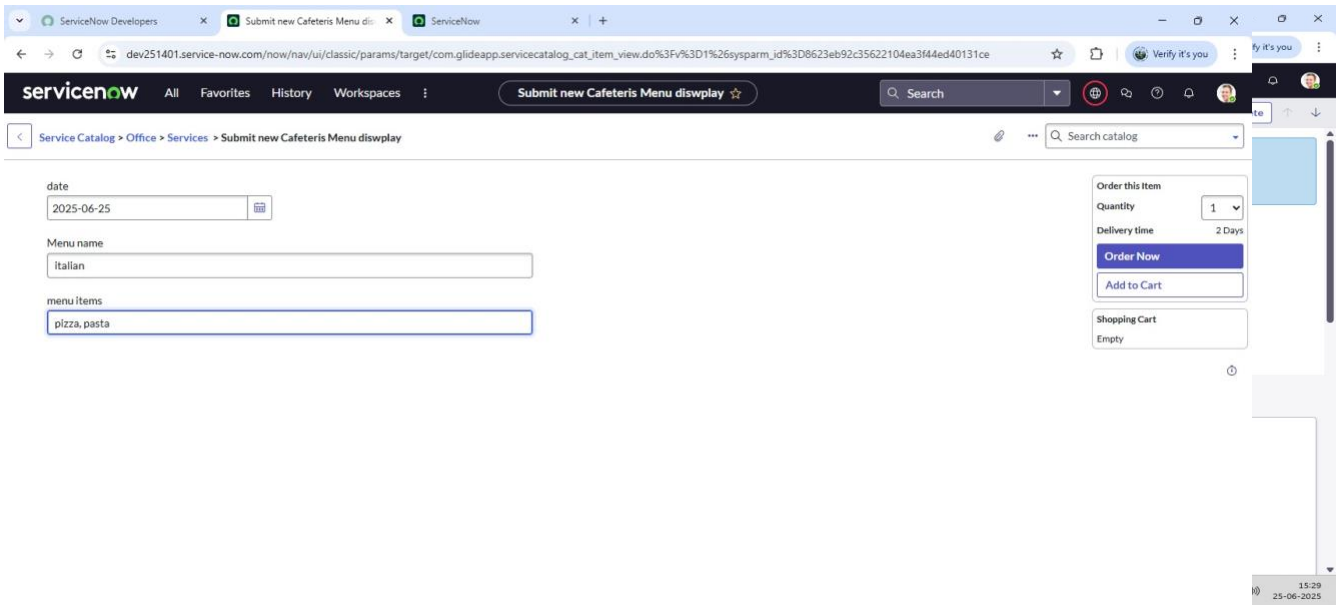 ServiceNow Developers
Submit new Cafeteris Menu dis
ServiceNow
dev251401.service-now.com/now/nav/ui/classic/params/target/com.glideapp.servicecatalog_cat_item_view.do%3Fv%3D1%26sysparm_id%3D8623eb92c35622104ea3f44ed40131ce
Verify it's you
fy it's you
servicenow All Favorites History Workspaces
Submit new Cafeteris Menu diswplay
Search
te
Service Catalog > Office > Services > Submit new Cafeteris Menu diswplay
Search catalog
date
2025-06-25
Menu name
italian
menu items
pizza, pasta
Order this Item
Quantity 1
Delivery time 2 Days
Order Now
Add to Cart
Shopping Cart
Empty
15:29
25-06-2025